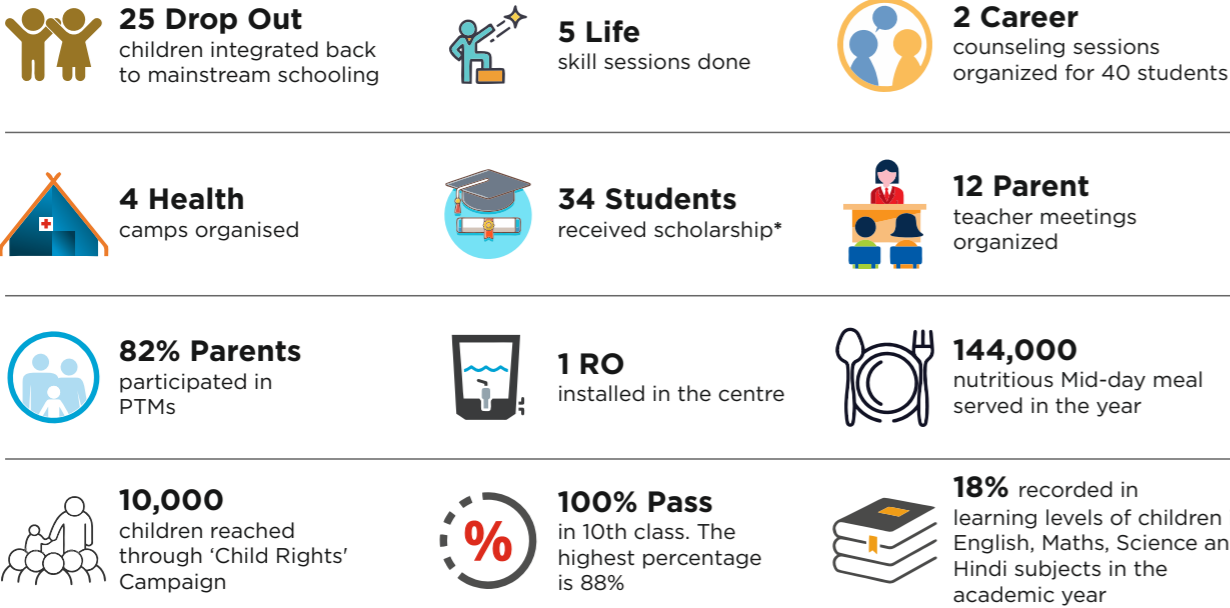 25 Drop Out
children integrated back
to mainstream schooling
5 Life
skill sessions done
2 Career
counseling sessions
organized for 40 students
4 Health
camps organised
34 Students
received scholarship*
12 Parent
teacher meetings
organized
82% Parents
participated in
PTMs
1 RO
installed in the centre
144,000
nutritious Mid-day meal
served in the year
10,000
children reached
through ‘Child Rights'
Campaign
%
100% Pass
in 10th class. The
highest percentage
is 88%
18% recorded in
learning levels of children
English, Maths, Science an
Hindi subjects in the
academic year